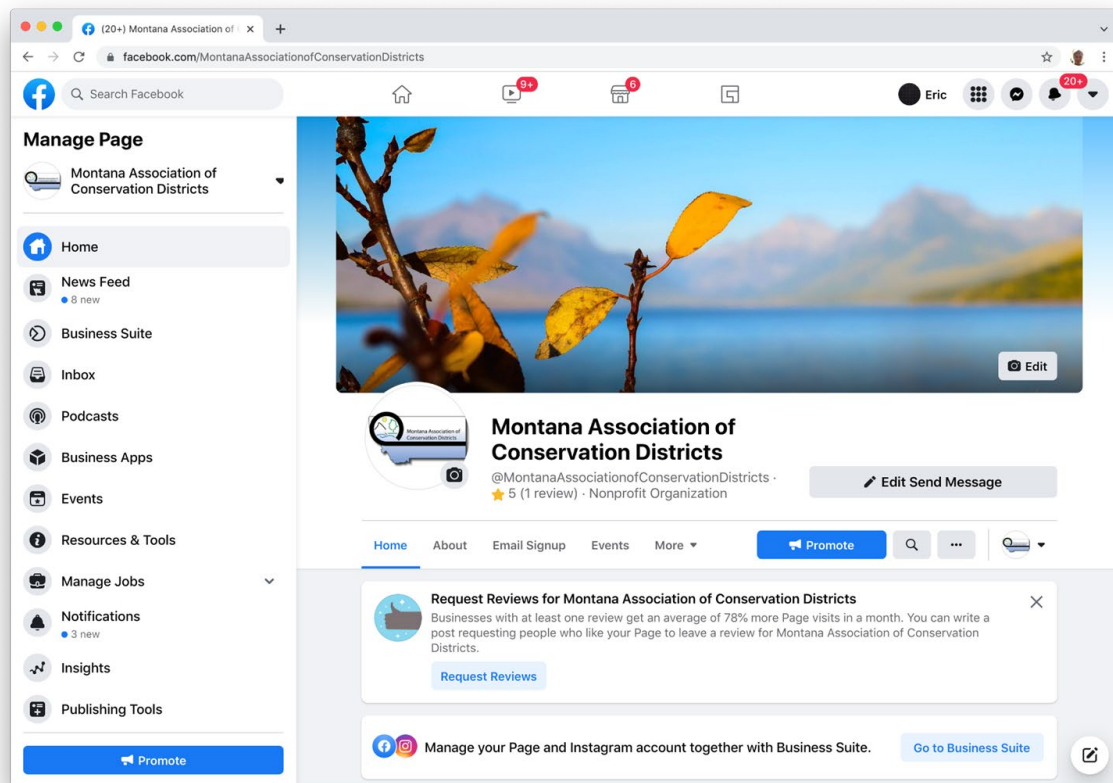 (20+) Montana Association of
facebook.com/MontanaAssociationofConservationDistricts
Search Facebook
9+
6
Eric
20+
Manage Page
Montana Association of
Conservation Districts
Home
News Feed
8 new
Business Suite
Inbox
Podcasts
Business Apps
Events
Resources & Tools
Manage Jobs
Notifications
3 new
Insights
Publishing Tools
Promote
Edit
Montana Association of
Conservation Districts
Montana Association of
Conservation Districts
@MontanaAssociationofConservationDistricts ·
5 (1 review) · Nonprofit Organization
Edit Send Message
Home About Email Signup Events More
Promote
Request Reviews for Montana Association of Conservation Districts
Businesses with at least one review get an average of 78% more Page visits in a month. You can write a
post requesting people who like your Page to leave a review for Montana Association of Conservation
Districts.
Request Reviews
Manage your Page and Instagram account together with Business Suite.
Go to Business Suite